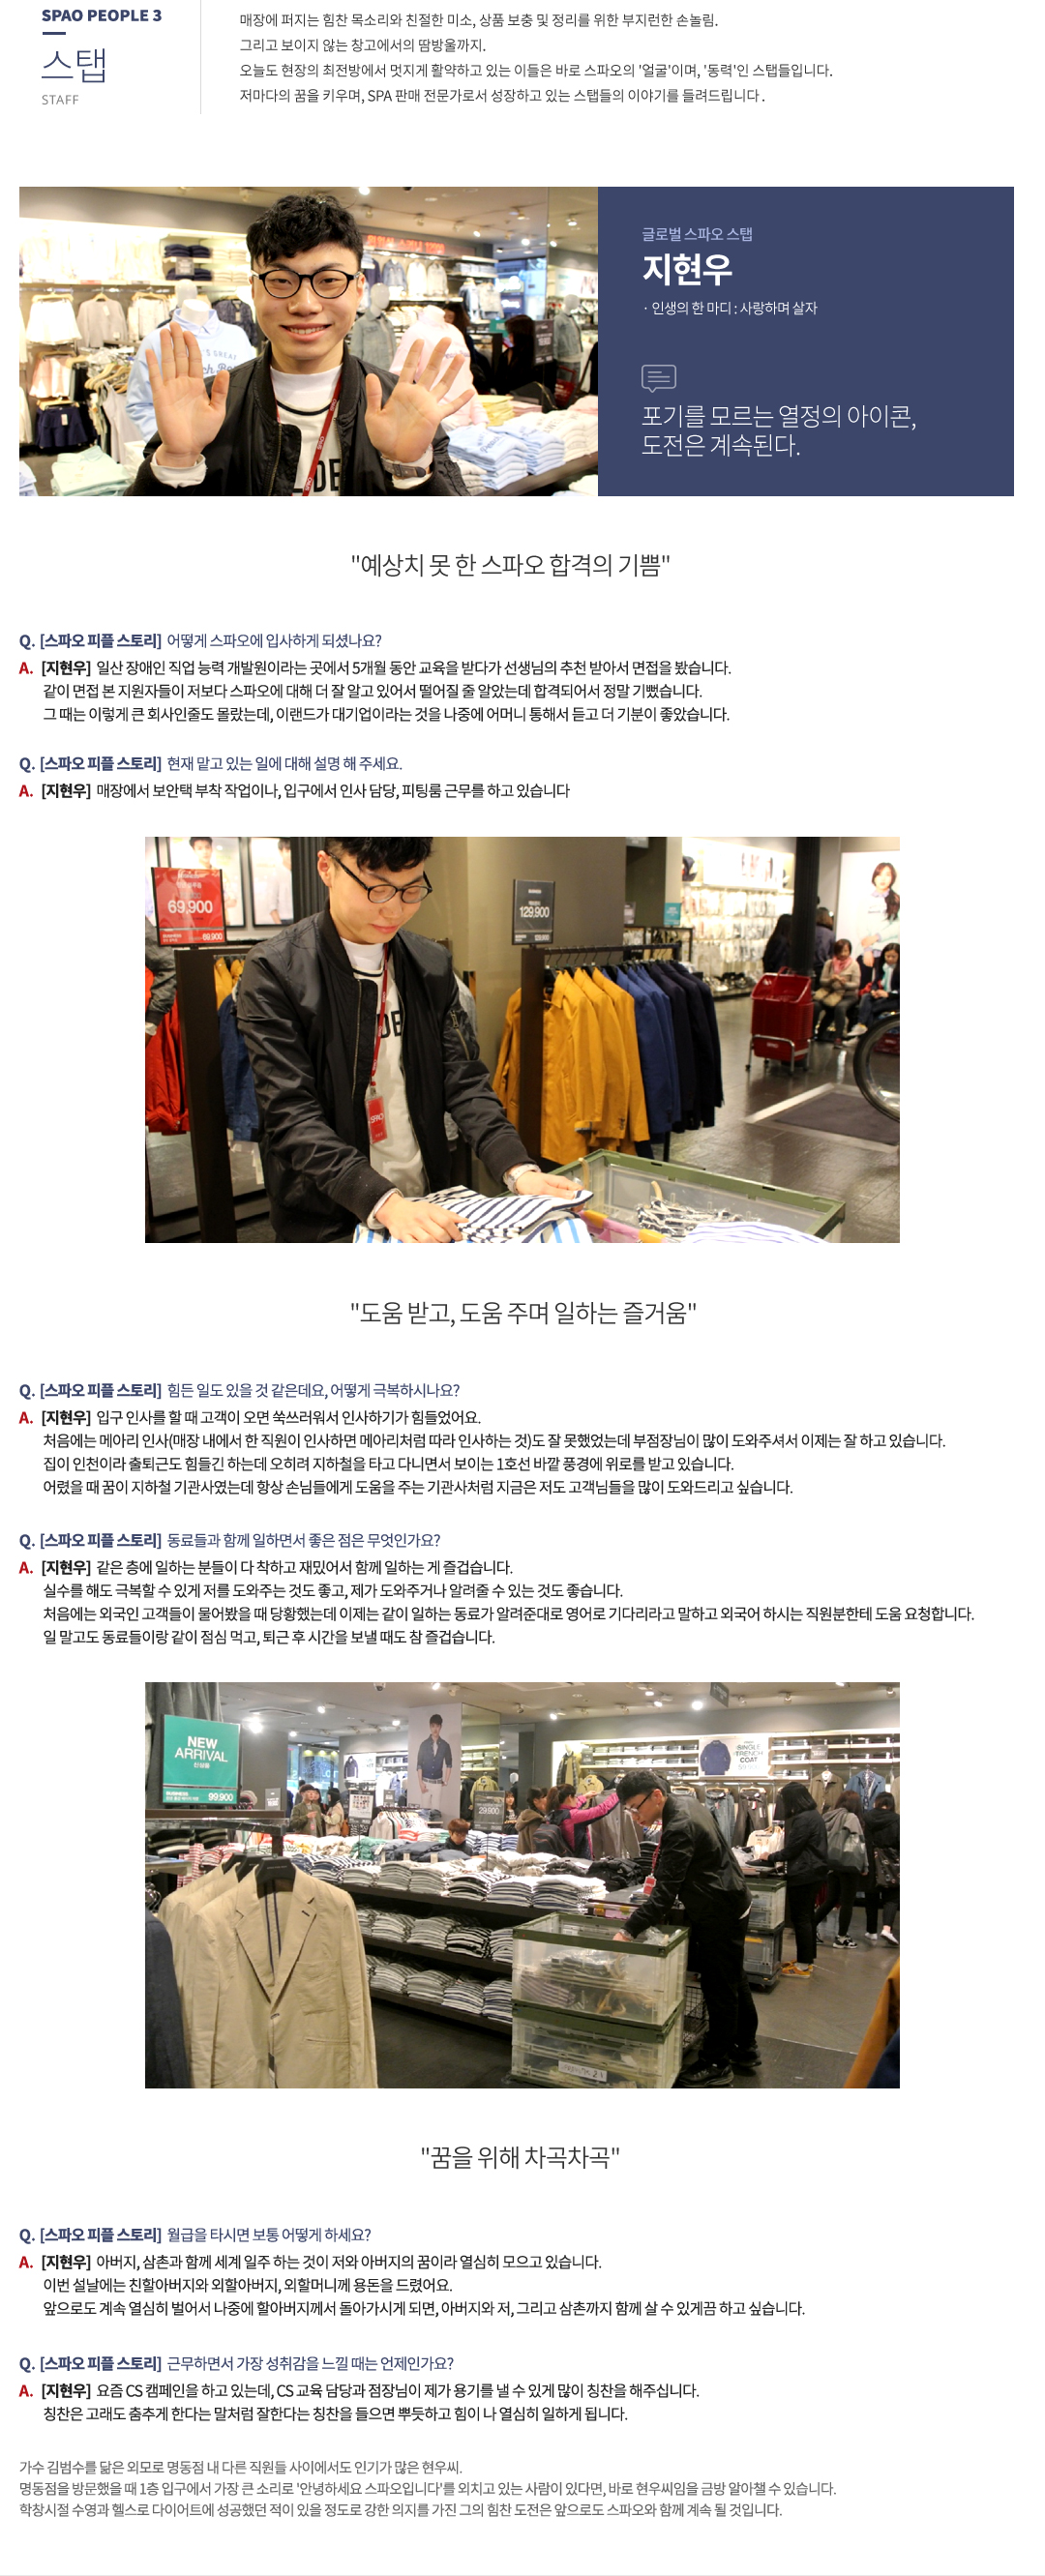 SPAO PEOPLE 3
스탭
STAFF
매장에 퍼지는 힘찬 목소리와 친절한 미소, 상품 보충 및 정리를 위한 부지런한 손놀림.
그리고 보이지 않는 창고에서의 땀방울까지.
오늘도 현장의 최전방에서 멋지게 활약하고 있는 이들은 바로 스파오의 '얼굴'이며, '동력'인 스탭들입니다.
저마다의 꿈을 키우며, SPA 판매 전문가로서 성장하고 있는 스탭들의 이야기를 들려드립니다 .
글로벌 스파오 스탭
지현우
· 인생의 한 마디 : 사랑하며 살자
포기를 모르는 열정의 아이콘,
도전은 계속된다.
"예상치 못 한 스파오 합격의 기쁨"
Q. [스파오 피플 스토리] 어떻게 스파오에 입사하게 되셨나요?
A. [지현우] 일산 장애인 직업 능력 개발원이라는 곳에서 5개월 동안 교육을 받다가 선생님의 추천 받아서 면접을 봤습니다.
같이 면접 본 지원자들이 저보다 스파오에 대해 더 잘 알고 있어서 떨어질 줄 알았는데 합격되어서 정말 기뻤습니다.
그 때는 이렇게 큰 회사인줄도 몰랐는데, 이랜드가 대기업이라는 것을 나중에 어머니 통해서 듣고 더 기분이 좋았습니다.
Q. [스파오 피플 스토리] 현재 맡고 있는 일에 대해 설명 해 주세요.
A. [지현우] 매장에서 보안택 부착 작업이나, 입구에서 인사 담당, 피팅룸 근무를 하고 있습니다
69,900
69,900
129,900
DE
SPAO
"도움 받고, 도움 주며 일하는 즐거움"
Q. [스파오 피플 스토리] 힘든 일도 있을 것 같은데요, 어떻게 극복하시나요?
A. [지현우] 입구 인사를 할 때 고객이 오면 쑥쓰러워서 인사하기가 힘들었어요.
처음에는 메아리 인사(매장 내에서 한 직원이 인사하면 메아리처럼 따라 인사하는 것)도 잘 못했었는데 부점장님이 많이 도와주셔서 이제는 잘 하고 있습니다.
집이 인천이라 출퇴근도 힘들긴 하는데 오히려 지하철을 타고 다니면서 보이는 1호선 바깥 풍경에 위로를 받고 있습니다.
어렸을 때 꿈이 지하철 기관사였는데 항상 손님들에게 도움을 주는 기관사처럼 지금은 저도 고객님들을 많이 도와드리고 싶습니다.
Q. [스파오 피플 스토리] 동료들과 함께 일하면서 좋은 점은 무엇인가요?
A. [지현우] 같은 층에 일하는 분들이 다 착하고 재밌어서 함께 일하는 게 즐겁습니다.
실수를 해도 극복할 수 있게 저를 도와주는 것도 좋고, 제가 도와주거나 알려줄 수 있는 것도 좋습니다.
처음에는 외국인 고객들이 물어봤을 때 당황했는데 이제는 같이 일하는 동료가 알려준대로 영어로 기다리라고 말하고 외국어 하시는 직원분한테 도움 요청합니다.
일 말고도 동료들이랑 같이 점심 먹고, 퇴근 후 시간을 보낼 때도 참 즐겁습니다.
NEW
ARRIVAL
99,900
29,900
SINGLE
TRENCH
COAT
"꿈을 위해 차곡차곡"
Q. [스파오 피플 스토리] 월급을 타시면 보통 어떻게 하세요?
A. [지현우] 아버지, 삼촌과 함께 세계 일주 하는 것이 저와 아버지의 꿈이라 열심히 모으고 있습니다.
이번 설날에는 친할아버지와 외할아버지, 외할머니께 용돈을 드렸어요.
앞으로도 계속 열심히 벌어서 나중에 할아버지께서 돌아가시게 되면, 아버지와 저, 그리고 삼촌까지 함께 살 수 있게끔 하고 싶습니다.
Q. [스파오 피플 스토리] 근무하면서 가장 성취감을 느낄 때는 언제인가요?
A. [지현우] 요즘 CS 캠페인을 하고 있는데, CS 교육 담당과 점장님이 제가 용기를 낼 수 있게 많이 칭찬을 해주십니다.
칭찬은 고래도 춤추게 한다는 말처럼 잘한다는 칭찬을 들으면 뿌듯하고 힘이 나 열심히 일하게 됩니다.
가수 김범수를 닮은 외모로 명동점 내 다른 직원들 사이에서도 인기가 많은 현우씨.
명동점을 방문했을 때 1층 입구에서 가장 큰 소리로 '안녕하세요 스파오입니다'를 외치고 있는 사람이 있다면, 바로 현우씨임을 금방 알아챌 수 있습니다.
학창시절 수영과 헬스로 다이어트에 성공했던 적이 있을 정도로 강한 의지를 가진 그의 힘찬 도전은 앞으로도 스파오와 함께 계속 될 것입니다.